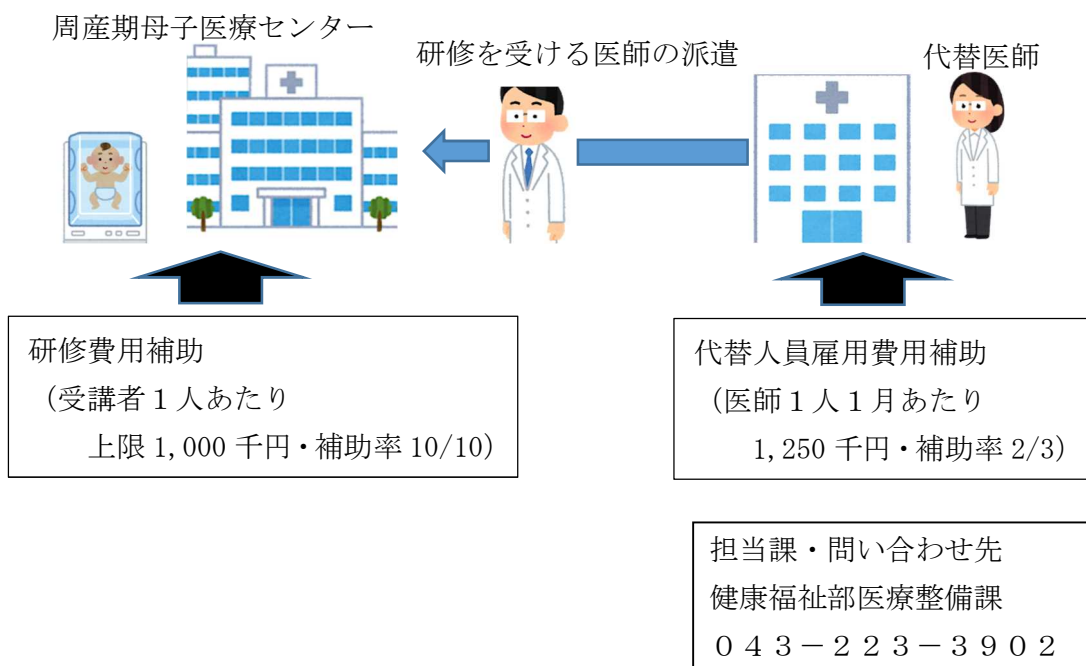 周産期母子医療センター
研修を受ける医師の派遣
代替医師
研修費用補助
（受講者１人あたり
上限 1,000 千円・補助率 10/10）
代替人員雇用費用補助
（医師１人１月あたり
1,250 千円・補助率 2/3）
担当課・問い合わせ先
健康福祉部医療整備課
０４３－２２３－３９０２